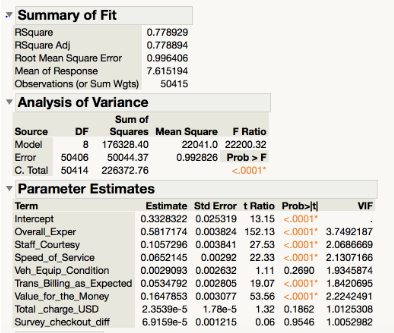 Summary of Fit
RSquare 0.778929
RSquare Adj 0.778894
Root Mean Square Error 0.996406
Mean of Response 7.615194
Observations (or Sum Wgts) 50415
Analysis of Variance
Sum of
Source DF Squares Mean Square F Ratio
Model 8 176328.40 22041.0 22200.32
Error 50406 50044.37 0.992826 Prob > F
C. Total 50414 226372.76 <.0001*
Parameter Estimates
Term Estimate Std Error t Ratio Prob>|t| VIF
Intercept 0.3328322 0.025319 13.15 <.0001* .
Overall_Exper 0.5817174 0.003824 152.13 <.0001* 3.7492187
Staff_Courtesy 0.1057296 0.003841 27.53 <.0001* 2.0686669
Speed_of_Service 0.0652145 0.00292 22.33 <.0001* 2.1307166
Veh_Equip_Condition 0.0029093 0.002632 1.11 0.2690 1.9345874
Trans_Billing_as_Expected 0.0534792 0.002805 19.07 <.0001* 1.8420695
Value_for_the_Money 0.1647853 0.003077 53.56 <.0001* 2.2242491
Total _charge_USD 2.3539e-5 1.78e-5 1.32 0.1862 1.0125308
Survey_checkout_diff 6.9159e-5 0.001215 0.06 0.9546 1.0052982